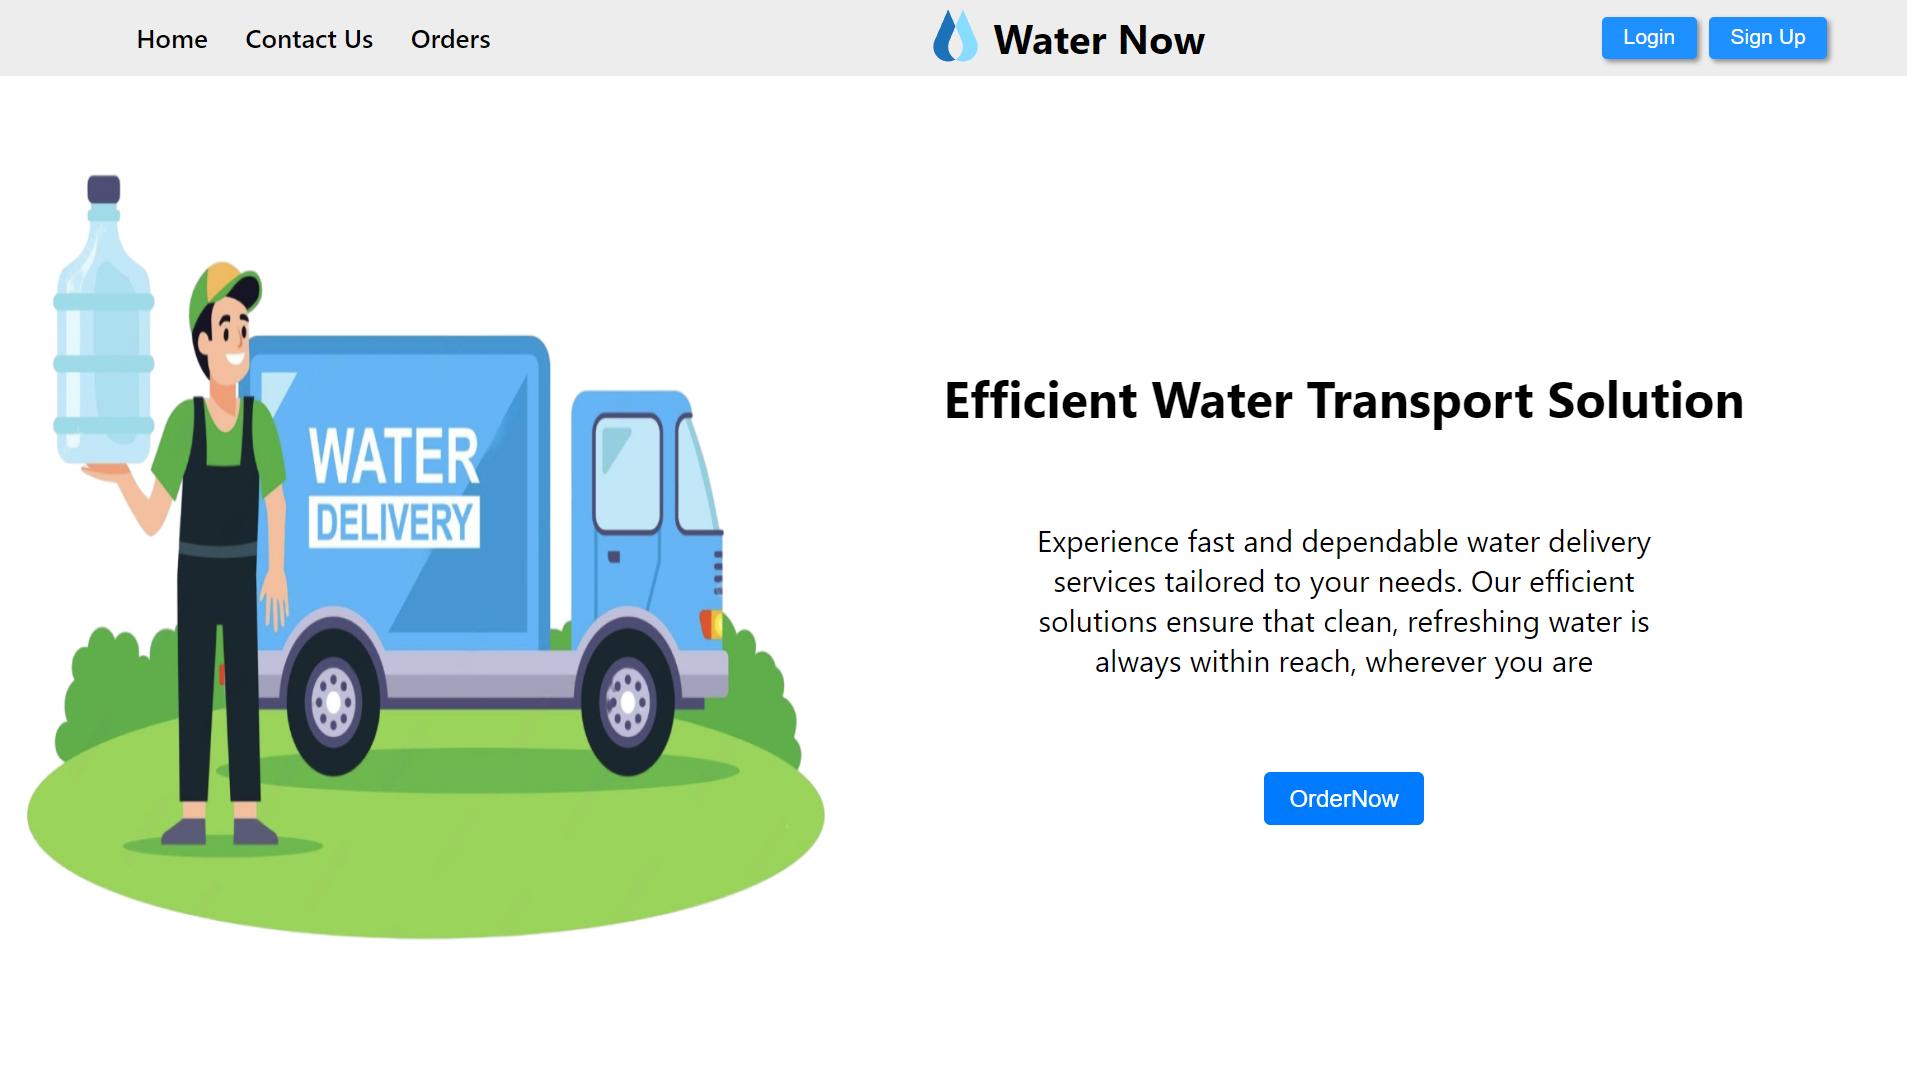 Home Contact Us Orders Water Now Login Sign Up
WATER
DELIVERY
Efficient Water Transport Solution
Experience fast and dependable water delivery
services tailored to your needs. Our efficient
solutions ensure that clean, refreshing water is
always within reach, wherever you are
OrderNow